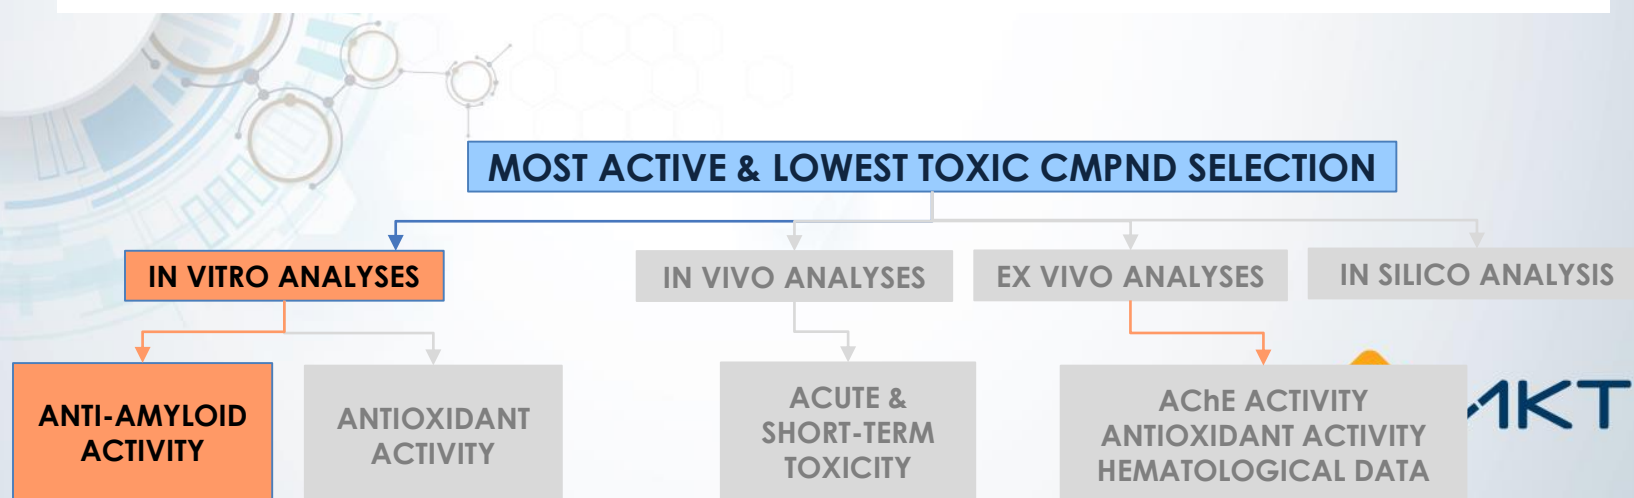 MOST ACTIVE & LOWEST TOXIC CMPND SELECTION
IN VITRO ANALYSES
IN VIVO ANALYSES
EX VIVO ANALYSES
IN SILICO ANALYSIS
ANTI-AMYLOID
ACTIVITY
ANTIOXIDANT
ACTIVITY
ACUTE &
SHORT-TERM
TOXICITY
AChE ACTIVITY
ANTIOXIDANT ACTIVITY
HEMATOLOGICAL DATA